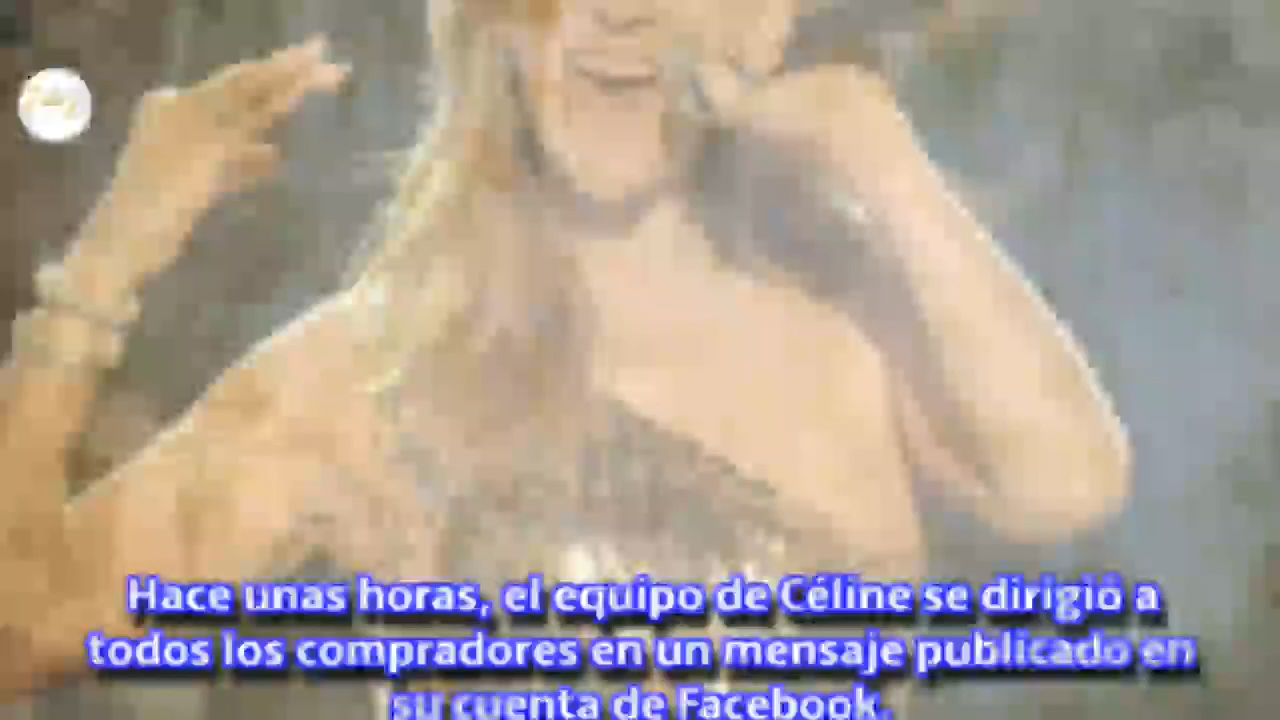 Hace unas horas, el equipo de Céline se dirigió a
todos los compradores en un mensaje publicado en
su cuenta de Facebook.